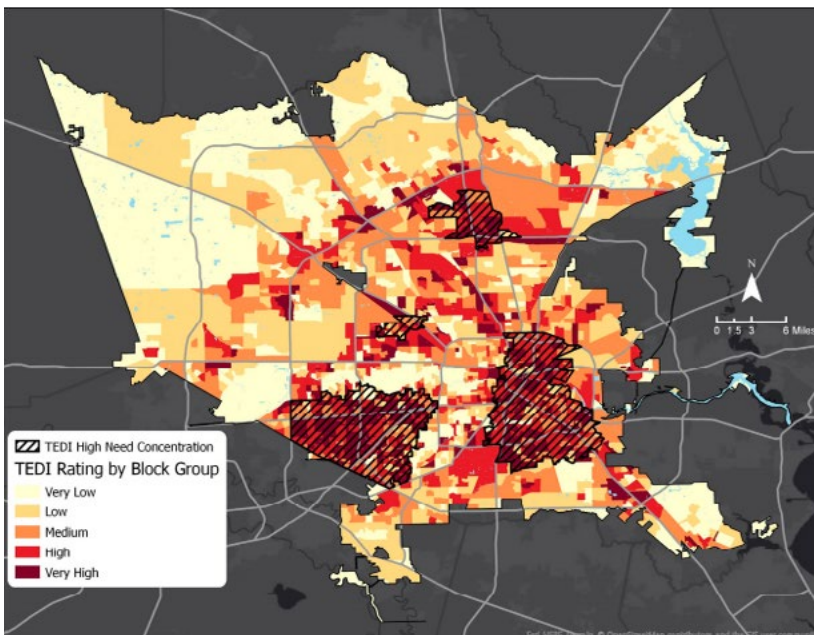 N
0 1.5 3 6 Miles
TEDI High Need Concentration
TEDI Rating by Block Group
Very Low
Low
Medium
High
Very High